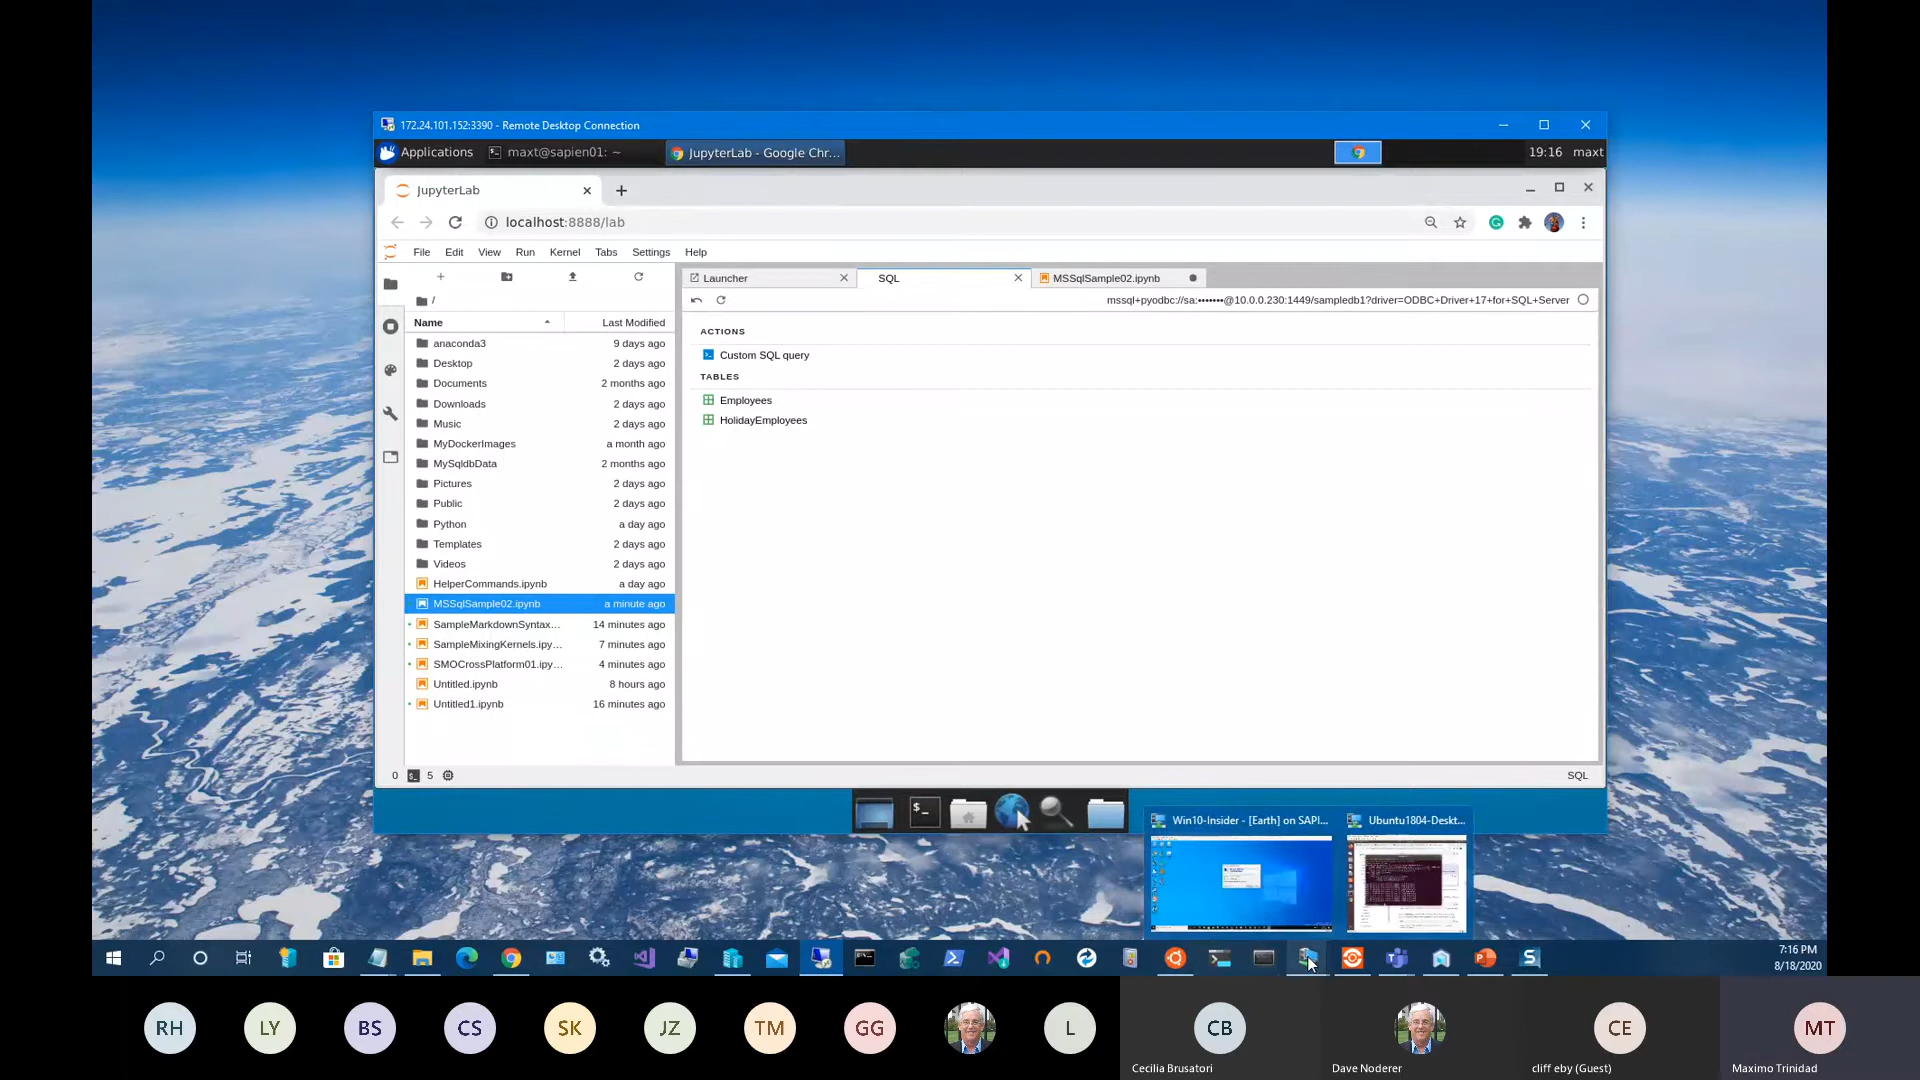 172.24.101.152:3390 - Remote Desktop Connection
Applications
maxt@sapien01: ~
JupyterLab - Google Chr...
19:16
maxt
JupyterLab
localhost:8888/lab
File Edit View Run Kernel Tabs Settings Help
Launcher
SQL
MSSqlSample02.ipynb
/
mssql+pyodbc://sa:•••••••@10.0.0.230:1449/sampledb1?driver=ODBC+Driver+17+for+SQL+Server
Name Last Modified
anaconda3 9 days ago
Desktop 2 days ago
Documents 2 months ago
Downloads 2 days ago
Music 2 days ago
MyDockerImages a month ago
MySqldbData 2 months ago
Pictures 2 days ago
Public 2 days ago
Python a day ago
Templates 2 days ago
Videos 2 days ago
HelperCommands.ipynb a day ago
MSSqlSample02.ipynb a minute ago
SampleMarkdownSyntax... 14 minutes ago
SampleMixingKernels.ipy... 7 minutes ago
SMOCrossPlatform01.ipy... 4 minutes ago
Untitled.ipynb 8 hours ago
Untitled1.ipynb 16 minutes ago
ACTIONS
Custom SQL query
TABLES
Employees
HolidayEmployees
0 5
SQL
Win10-Insider - [Earth] on SAPI...
Ubuntu1804-Deskt...
7:16 PM
8/18/2020
RH LY BS CS SK JZ TM GG L CB CE MT
Cecilia Brusatori
Dave Noderer
cliff eby (Guest)
Maximo Trinidad